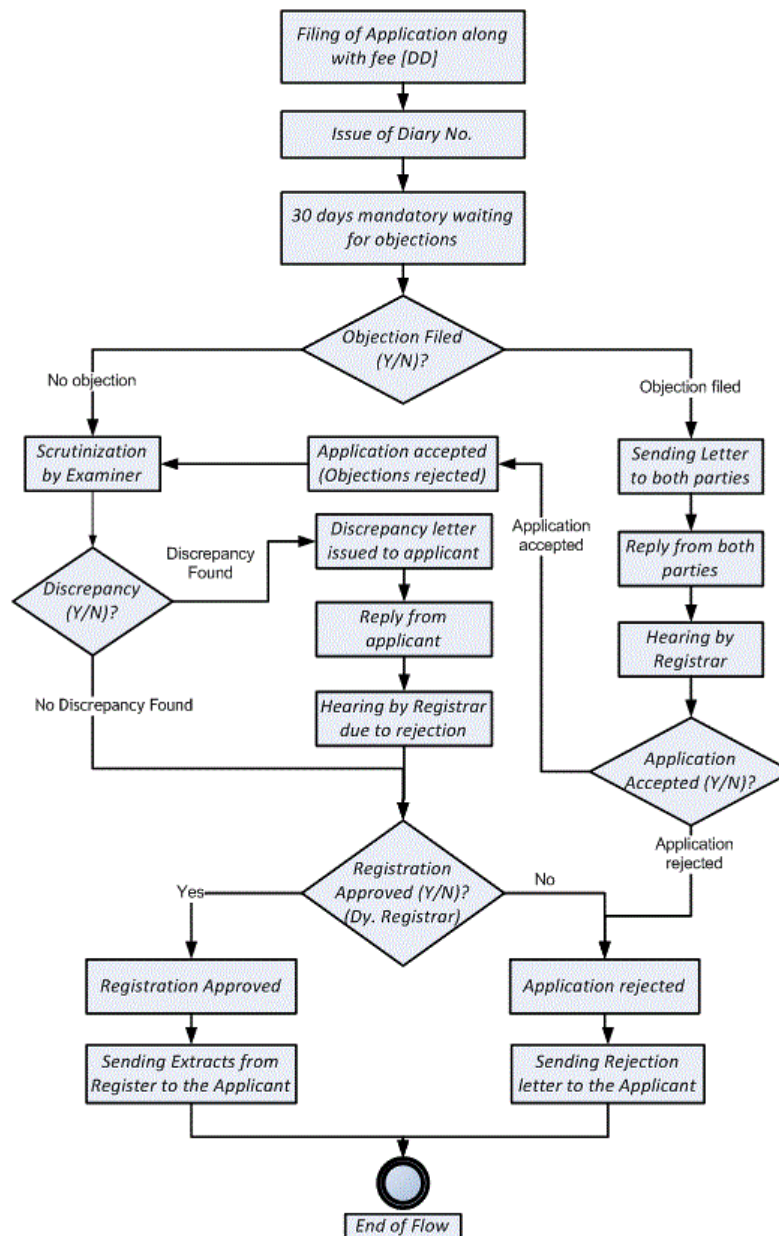 Filing of Application along
with fee [DD]
Issue of Diary No.
30 days mandatory waiting
for objections
Objection Filed
(Y/N)?
No objection
Objection filed
Scrutinization
by Examiner
Application accepted
(Objections rejected)
Sending Letter
to both parties
Application
accepted
Discrepancy
Found
Discrepancy letter
issued to applicant
Reply from both
parties
Discrepancy
(Y/N)?
Reply from
applicant
Hearing by
Registrar
No Discrepancy Found
Hearing by Registrar
due to rejection
Application
Accepted (Y/N)?
Application
rejected
Registration
Approved (Y/N)?
(Dy. Registrar)
Yes
No
Registration Approved
Application rejected
Sending Extracts from
Register to the Applicant
Sending Rejection
letter to the Applicant
End of Flow